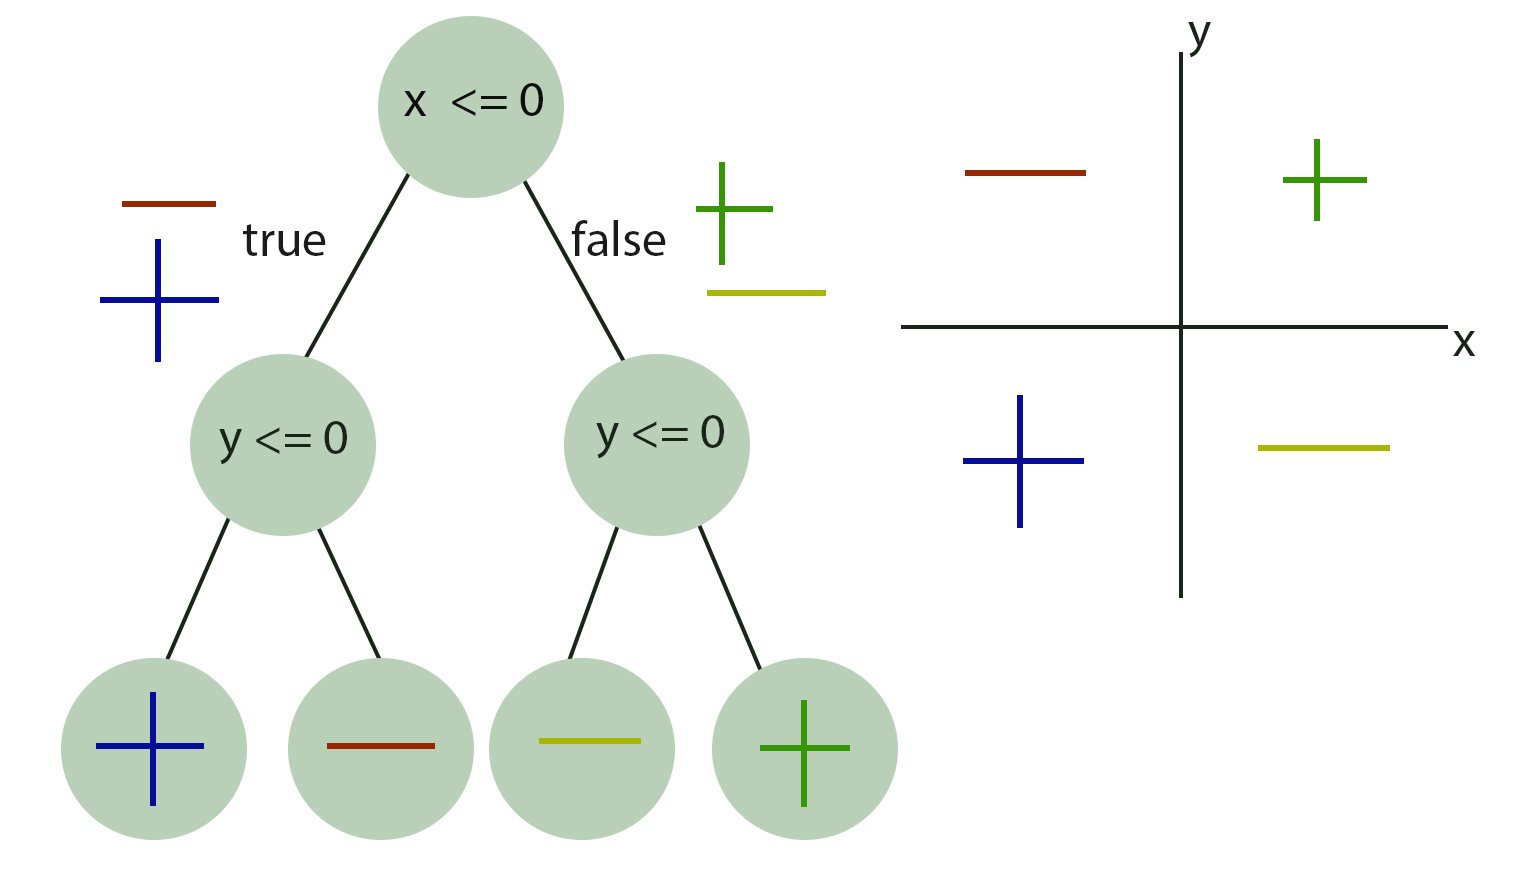 x <= 0
true
false
y <= 0
y <= 0
y
x